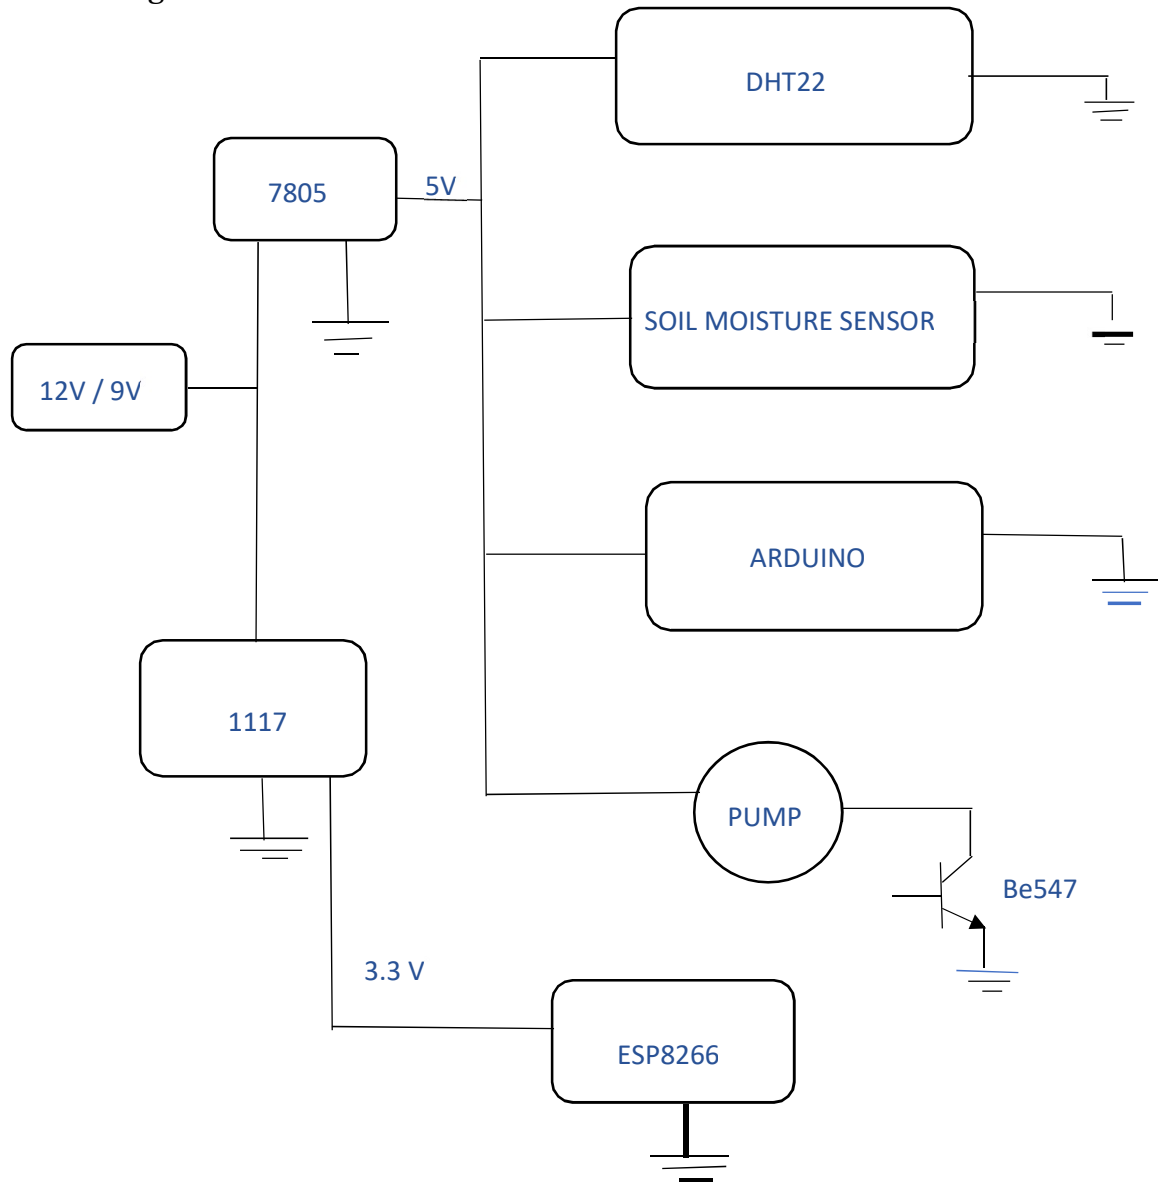 DHT22
7805
5V
SOIL MOISTURE SENSOR
12V / 9V
ARDUINO
1117
PUMP
Be547
3.3 V
ESP8266